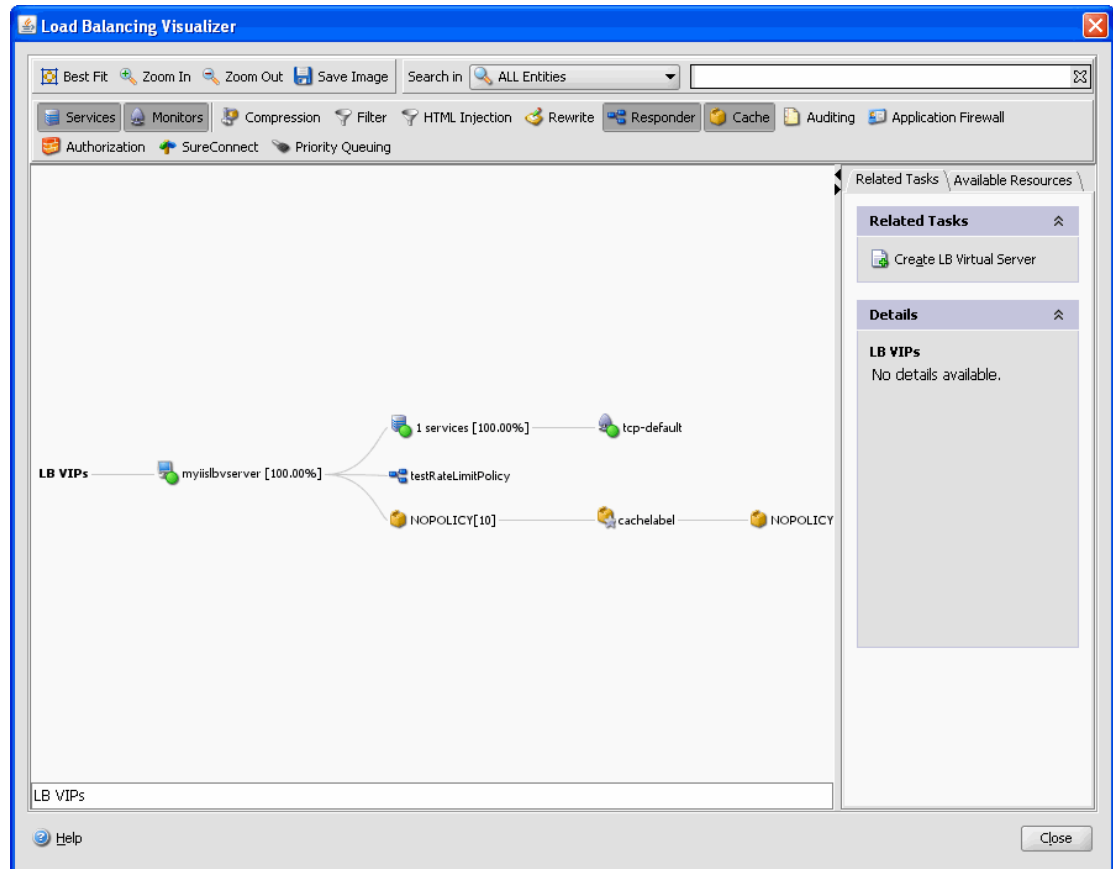 Load Balancing Visualizer
Best Fit Zoom In Zoom Out Save Image Search in ALL Entities
Services Monitors Compression Filter HTML Injection Rewrite Responder Cache Auditing Application Firewall
Authorization SureConnect Priority Queuing
Related Tasks Available Resources
Related Tasks
Create LB Virtual Server
Details
LB VIPs
No details available.
1 services [100.00%] tcp-default
LB VIPs myiislbvserver [100.00%] testRateLimitPolicy
NOPOLICY[10] cachelabel NOPOLICY
LB VIPs
Help Close